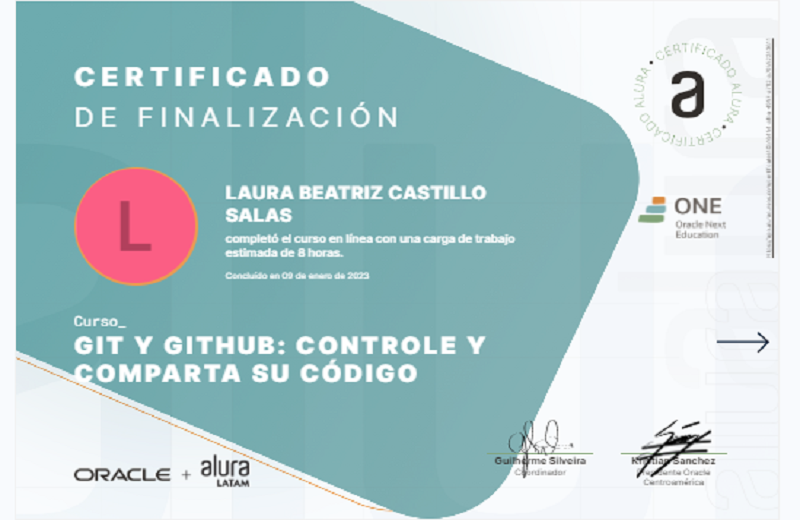 CERTIFICADO
DE FINALIZACIÓN
CERTIFICADO ALURA • CERTIFICADO ALURA •
a
L
LAURA BEATRIZ CASTILLO
SALAS
completó el curso en línea con una carga de trabajo
estimada de 8 horas.
Concluido en 09 de enero de 2023
ONE
Oracle Next
Education
Curso_
GIT Y GITHUB: CONTROLE Y
COMPARTA SU CÓDIGO
ORACLE + alura
LATAM
Guilherme Silveira
Coordinador
Kristian Sanchez
Presidente Oracle
Centroamérica